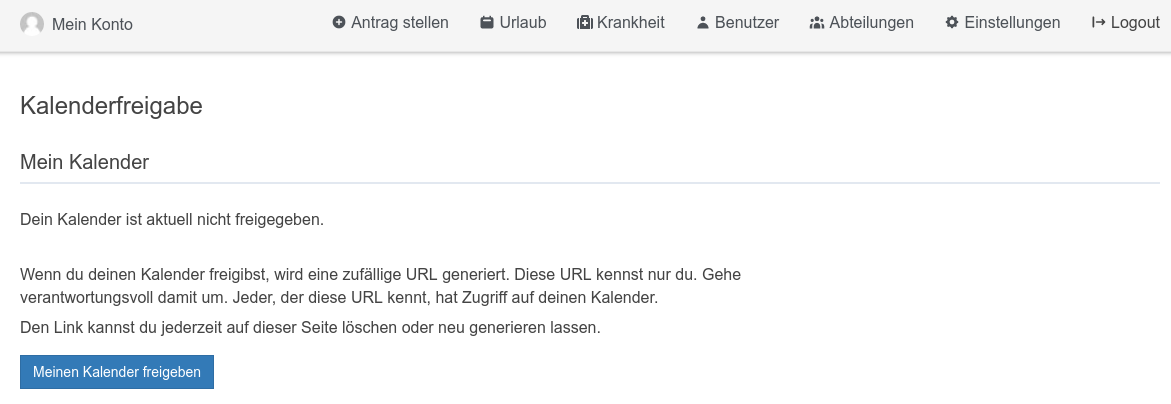 Mein Konto Antrag stellen Urlaub Krankheit Benutzer Abteilungen Einstellungen Logout
Kalenderfreigabe
Mein Kalender
Dein Kalender ist aktuell nicht freigegeben.
Wenn du deinen Kalender freigibst, wird eine zufällige URL generiert. Diese URL kennst nur du. Gehe
verantwortungsvoll damit um. Jeder, der diese URL kennt, hat Zugriff auf deinen Kalender.
Den Link kannst du jederzeit auf dieser Seite löschen oder neu generieren lassen.
Meinen Kalender freigeben